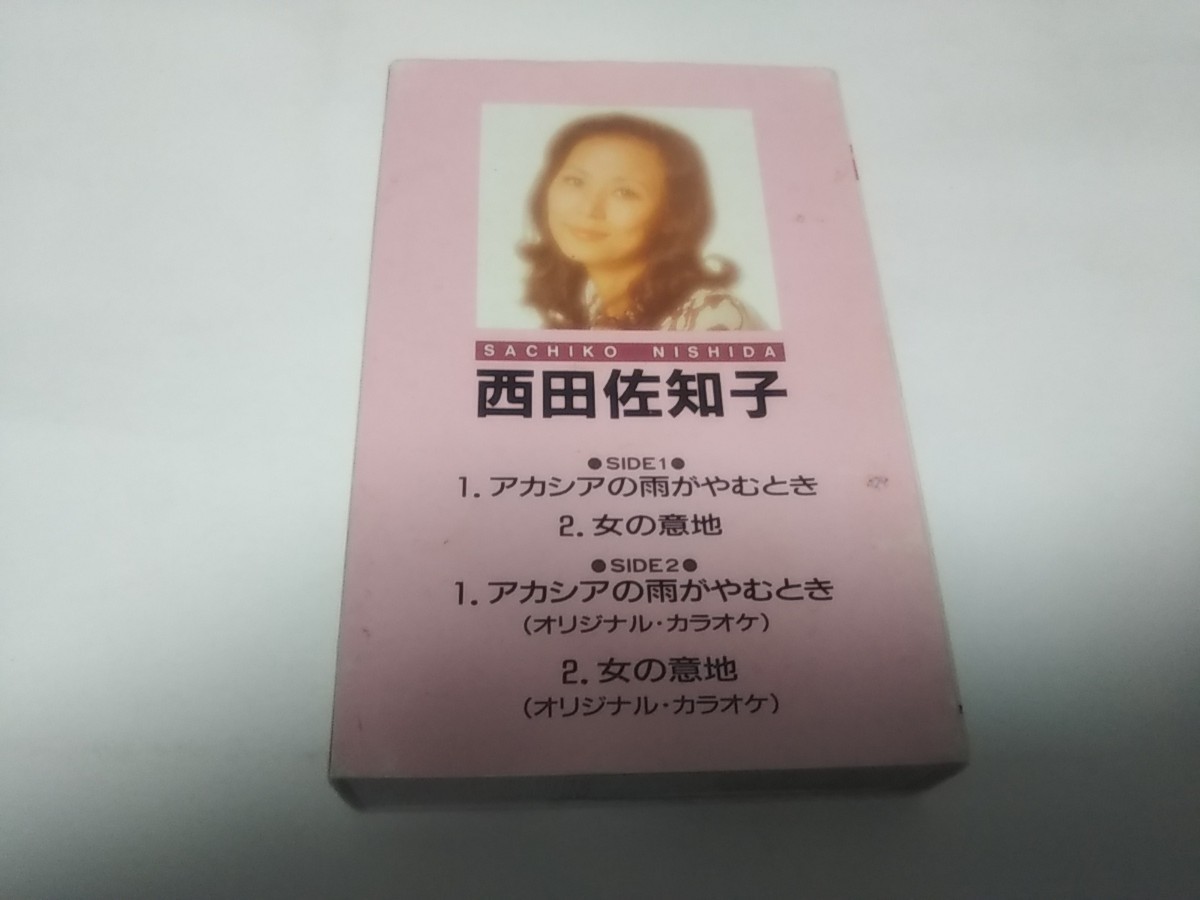 SACHIKO NISHIDA
西田佐知子
●SIDE1●
1. アカシアの雨がやむとき
2. 女の意地
●SIDE2●
1. アカシアの雨がやむとき
(オリジナル・カラオケ)
2. 女の意地
(オリジナル・カラオケ)